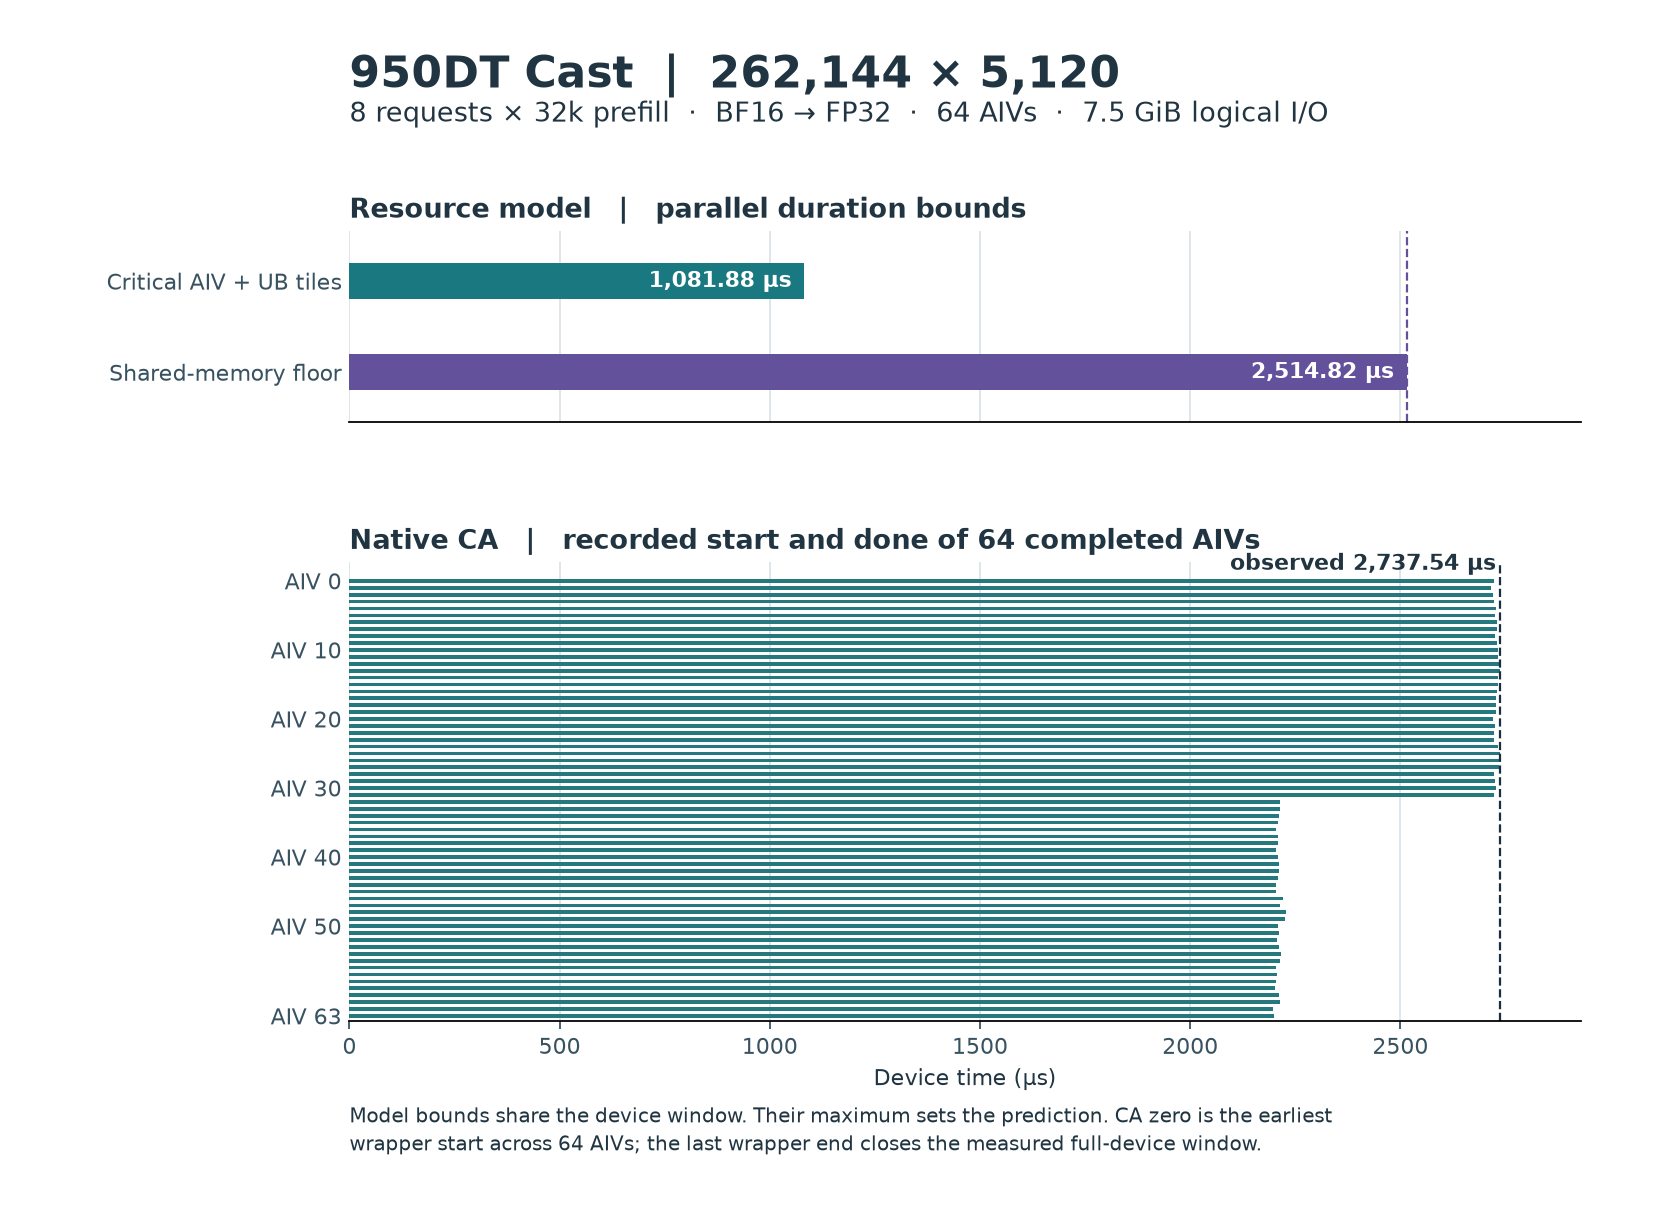 950DT Cast | 262,144 × 5,120
8 requests × 32k prefill · BF16 → FP32 · 64 AIVs · 7.5 GiB logical I/O
Resource model | parallel duration bounds
Critical AIV + UB tiles
1,081.88 µs
Shared-memory floor
2,514.82 µs
Native CA | recorded start and done of 64 completed AIVs
observed 2,737.54 µs
AIV 0
AIV 10
AIV 20
AIV 30
AIV 40
AIV 50
AIV 63
0 500 1000 1500 2000 2500
Device time (µs)
Model bounds share the device window. Their maximum sets the prediction. CA zero is the earliest
wrapper start across 64 AIVs; the last wrapper end closes the measured full-device window.